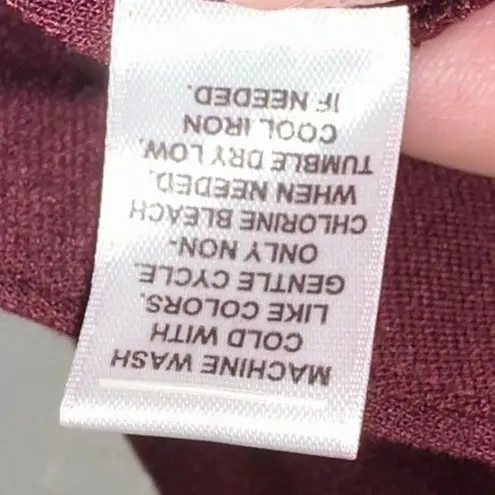 MACHINE WASH
COLD WITH
LIKE COLORS.
GENTLE CYCLE.
ONLY NON-
CHLORINE BLEACH
WHEN NEEDED.
TUMBLE DRY LOW.
COOL IRON
IF NEEDED.